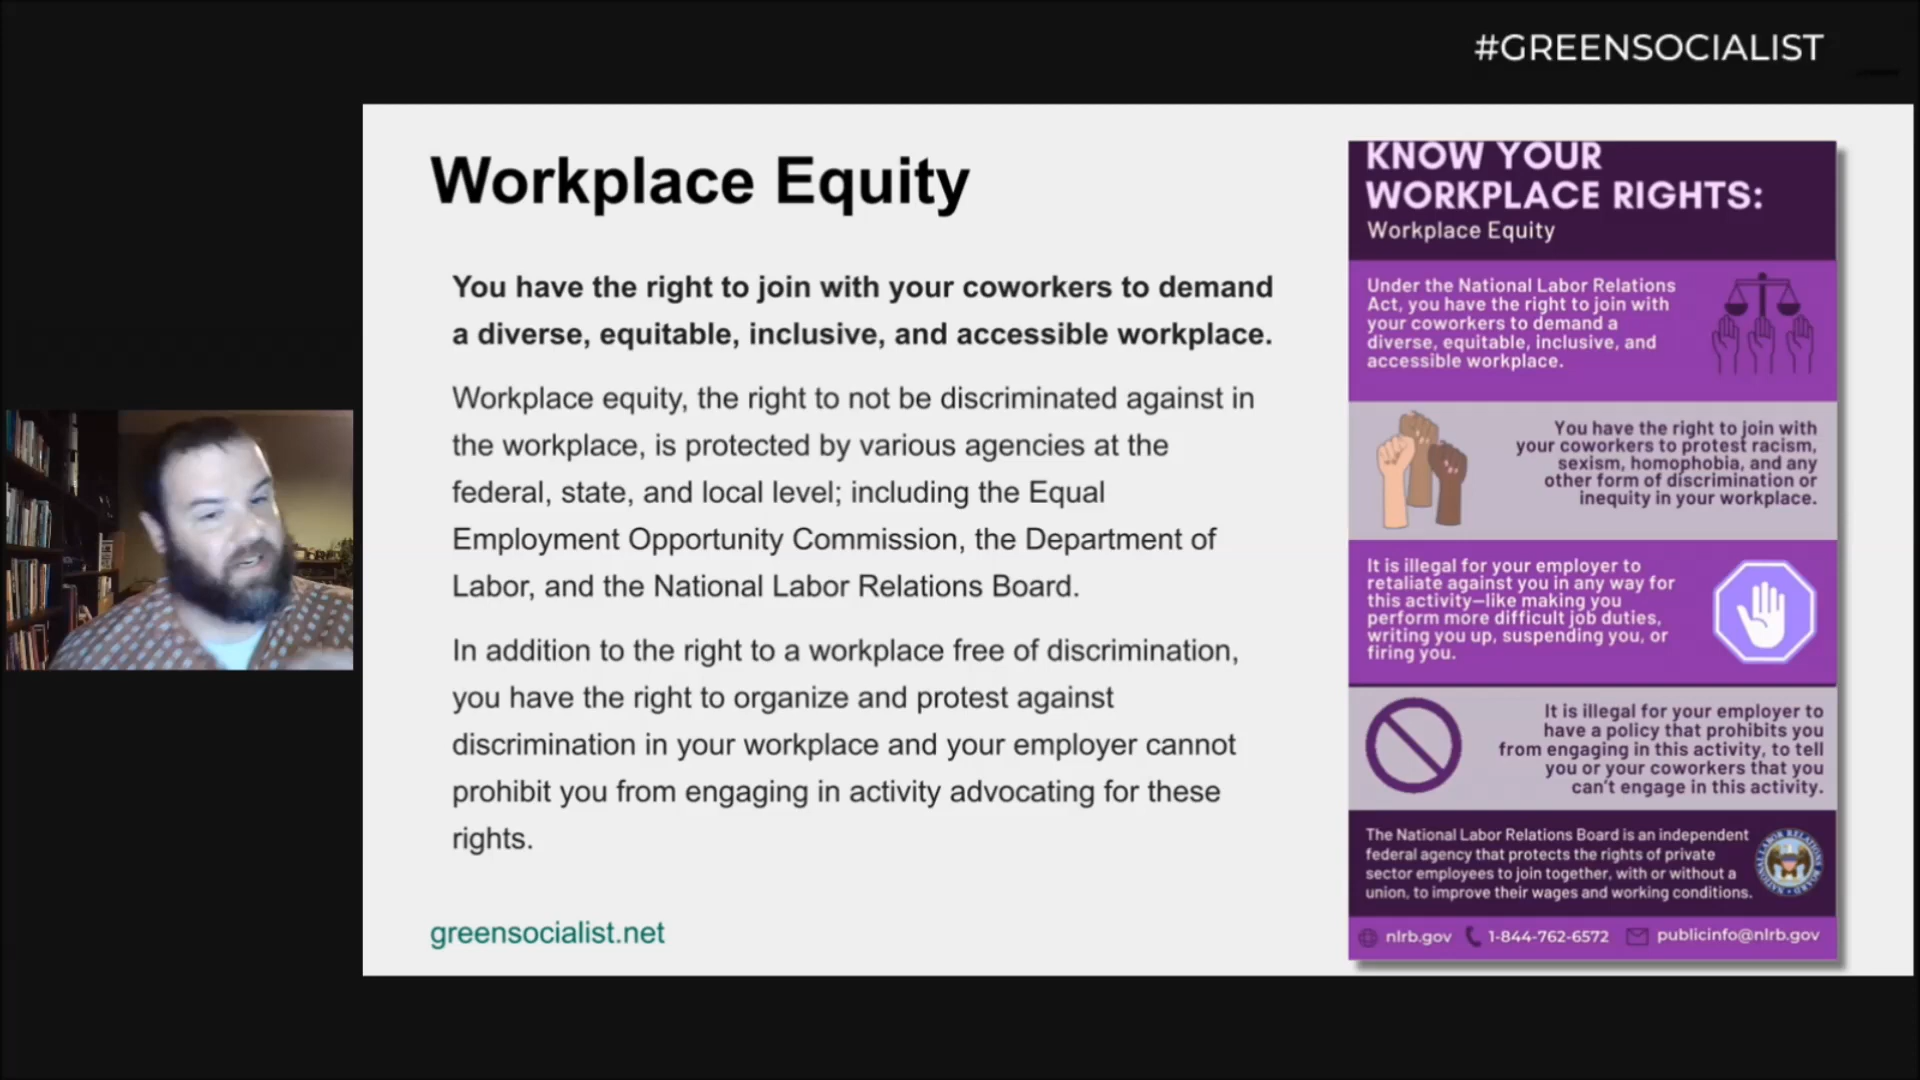 #GREENSOCIALIST
Workplace Equity
You have the right to join with your coworkers to demand
a diverse, equitable, inclusive, and accessible workplace.
Workplace equity, the right to not be discriminated against in
the workplace, is protected by various agencies at the
federal, state, and local level; including the Equal
Employment Opportunity Commission, the Department of
Labor, and the National Labor Relations Board.
In addition to the right to a workplace free of discrimination,
you have the right to organize and protest against
discrimination in your workplace and your employer cannot
prohibit you from engaging in activity advocating for these
rights.
greensocialist.net
KNOW YOUR
WORKPLACE RIGHTS:
Workplace Equity
Under the National Labor Relations
Act, you have the right to join with
your coworkers to demand a
diverse, equitable, inclusive, and
accessible workplace.
You have the right to join with
your coworkers to protest racism,
sexism, homophobia, and any
other form of discrimination or
inequity in your workplace.
It is illegal for your employer to
retaliate against you in any way for
this activity—like making you
perform more difficult job duties,
writing you up, suspending you, or
firing you.
It is illegal for your employer to
have a policy that prohibits you
from engaging in this activity, to tell
you or your coworkers that you
can't engage in this activity.
The National Labor Relations Board is an independent
federal agency that protects the rights of private
sector employees to join together, with or without a
union, to improve their wages and working conditions.
NATIONAL LABOR RELATIONS BOARD
nlrb.gov 1-844-762-6572 publicinfo@nlrb.gov